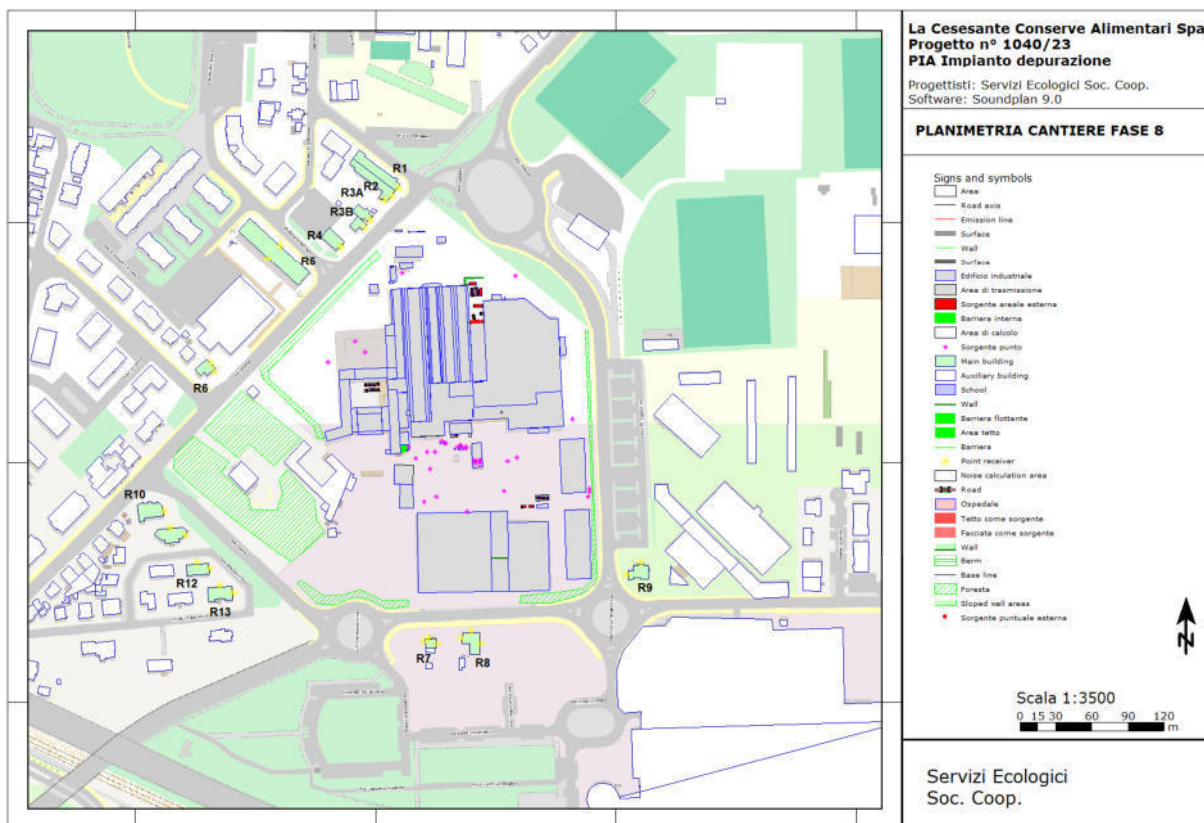 La Cesesante Conserve Alimentari Spa
Progetto n° 1040/23
PIA Impianto depurazione
Progettisti: Servizi Ecologici Soc. Coop.
Software: Soundplan 9.0
PLANIMETRIA CANTIERE FASE 8
Signs and symbols
Area
Road axis
Emission line
Surface
Wall
Surface
Edificio industriale
Area di trasmissione
Sorgente areale esterna
Barriera interna
Area di calcolo
Sorgente punto
Main building
Auxiliary building
School
Wall
Barriera flottante
Area tetto
Barriera
Point receiver
Noise calculation area
Road
Ospedale
Tetto come sorgente
Facciata come sorgente
Wall
Berm
Base line
Foresta
Sloped wall areas
Sorgente puntuale esterna
N
Scala 1:3500
0 15 30 60 90 120
m
Servizi Ecologici
Soc. Coop.
R1
R2
R3A
R3B
R4
R5
R6
R10
R12
R13
R9
R7
R8